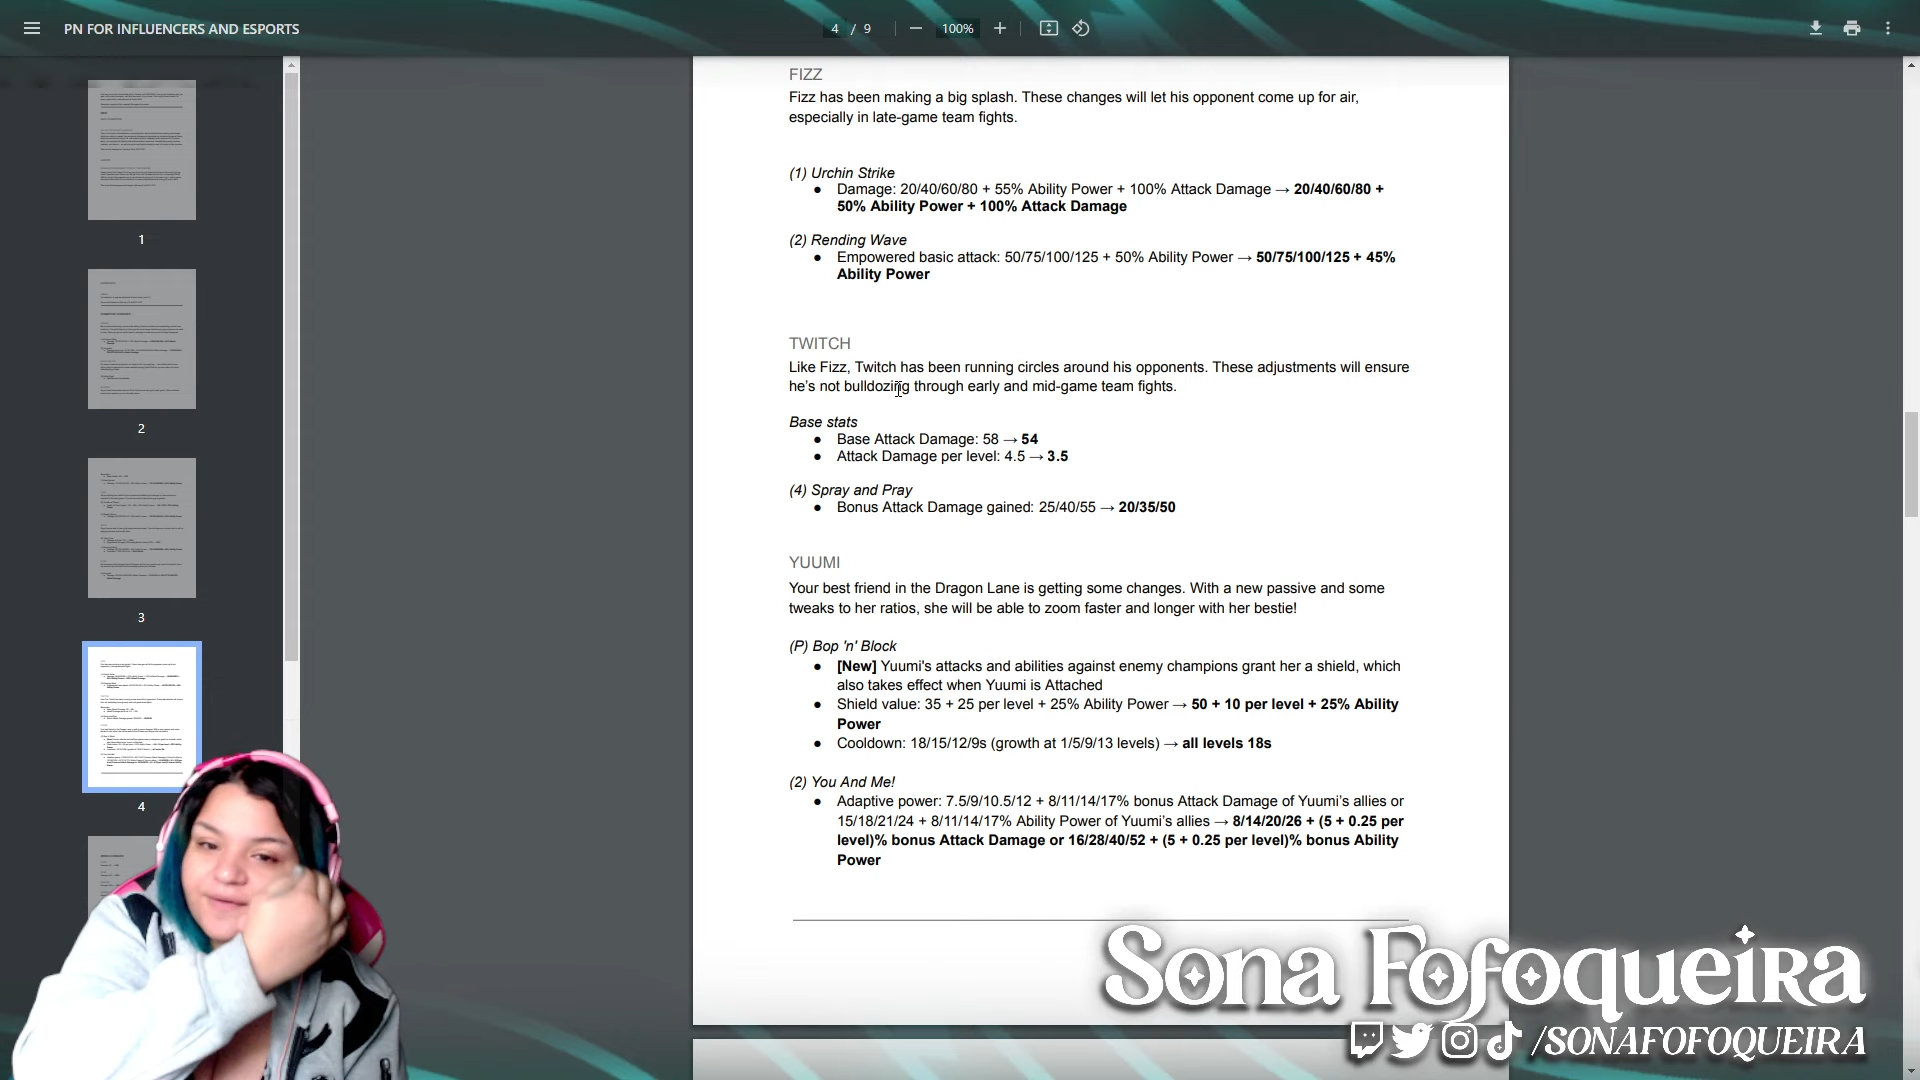 PN FOR INFLUENCERS AND ESPORTS
4 / 9
100%
1
2
3
4
FIZZ
Fizz has been making a big splash. These changes will let his opponent come up for air,
especially in late-game team fights.
(1) Urchin Strike
● Damage: 20/40/60/80 + 55% Ability Power + 100% Attack Damage → 20/40/60/80 +
50% Ability Power + 100% Attack Damage
(2) Rending Wave
● Empowered basic attack: 50/75/100/125 + 50% Ability Power → 50/75/100/125 + 45%
Ability Power
TWITCH
Like Fizz, Twitch has been running circles around his opponents. These adjustments will ensure
he's not bulldozing through early and mid-game team fights.
Base stats
● Base Attack Damage: 58 → 54
● Attack Damage per level: 4.5 → 3.5
(4) Spray and Pray
● Bonus Attack Damage gained: 25/40/55 → 20/35/50
YUUMI
Your best friend in the Dragon Lane is getting some changes. With a new passive and some
tweaks to her ratios, she will be able to zoom faster and longer with her bestie!
(P) Bop 'n' Block
● [New] Yuumi's attacks and abilities against enemy champions grant her a shield, which
also takes effect when Yuumi is Attached
● Shield value: 35 + 25 per level + 25% Ability Power → 50 + 10 per level + 25% Ability
Power
● Cooldown: 18/15/12/9s (growth at 1/5/9/13 levels) → all levels 18s
(2) You And Me!
● Adaptive power: 7.5/9/10.5/12 + 8/11/14/17% bonus Attack Damage of Yuumi's allies or
15/18/21/24 + 8/11/14/17% Ability Power of Yuumi's allies → 8/14/20/26 + (5 + 0.25 per
level)% bonus Attack Damage or 16/28/40/52 + (5 + 0.25 per level)% bonus Ability
Power
Sona Fofoqueira
/SONAFOFOQUEIRA